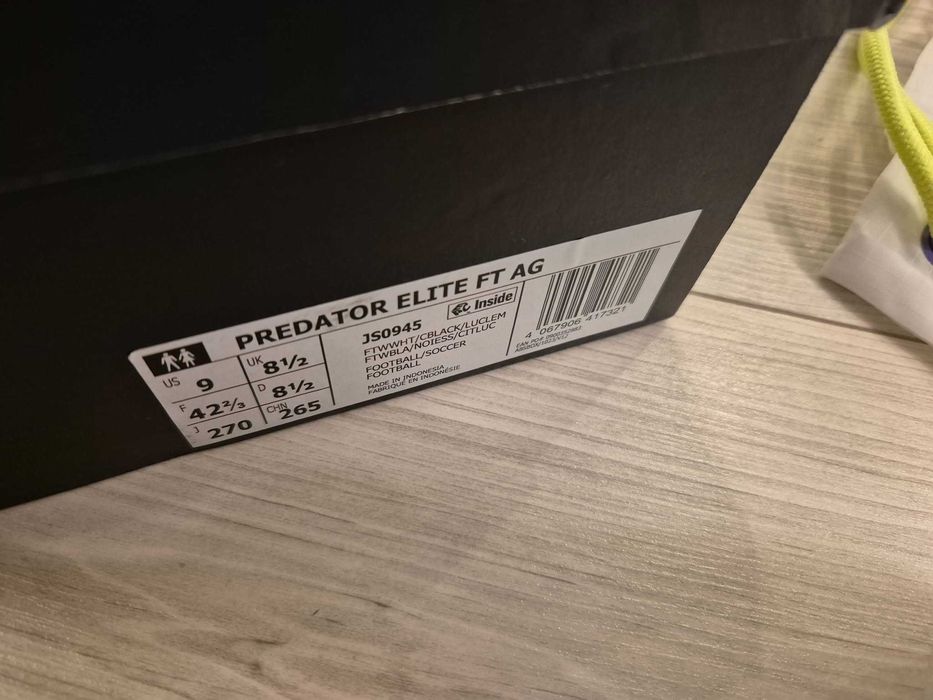 PREDATOR ELITE FT AG
US 9 UK 8½
F 42⅔ D 8½
J 270 CHN 265
JS0945
Inside
FTWWHT/CBLACK/LUCLEM
FTWBLA/NOIESS/CITLUC
FOOTBALL/SOCCER
FOOTBALL
MADE IN INDONESIA
FABRIQUÉ EN INDONÉSIE
4 067906 417321